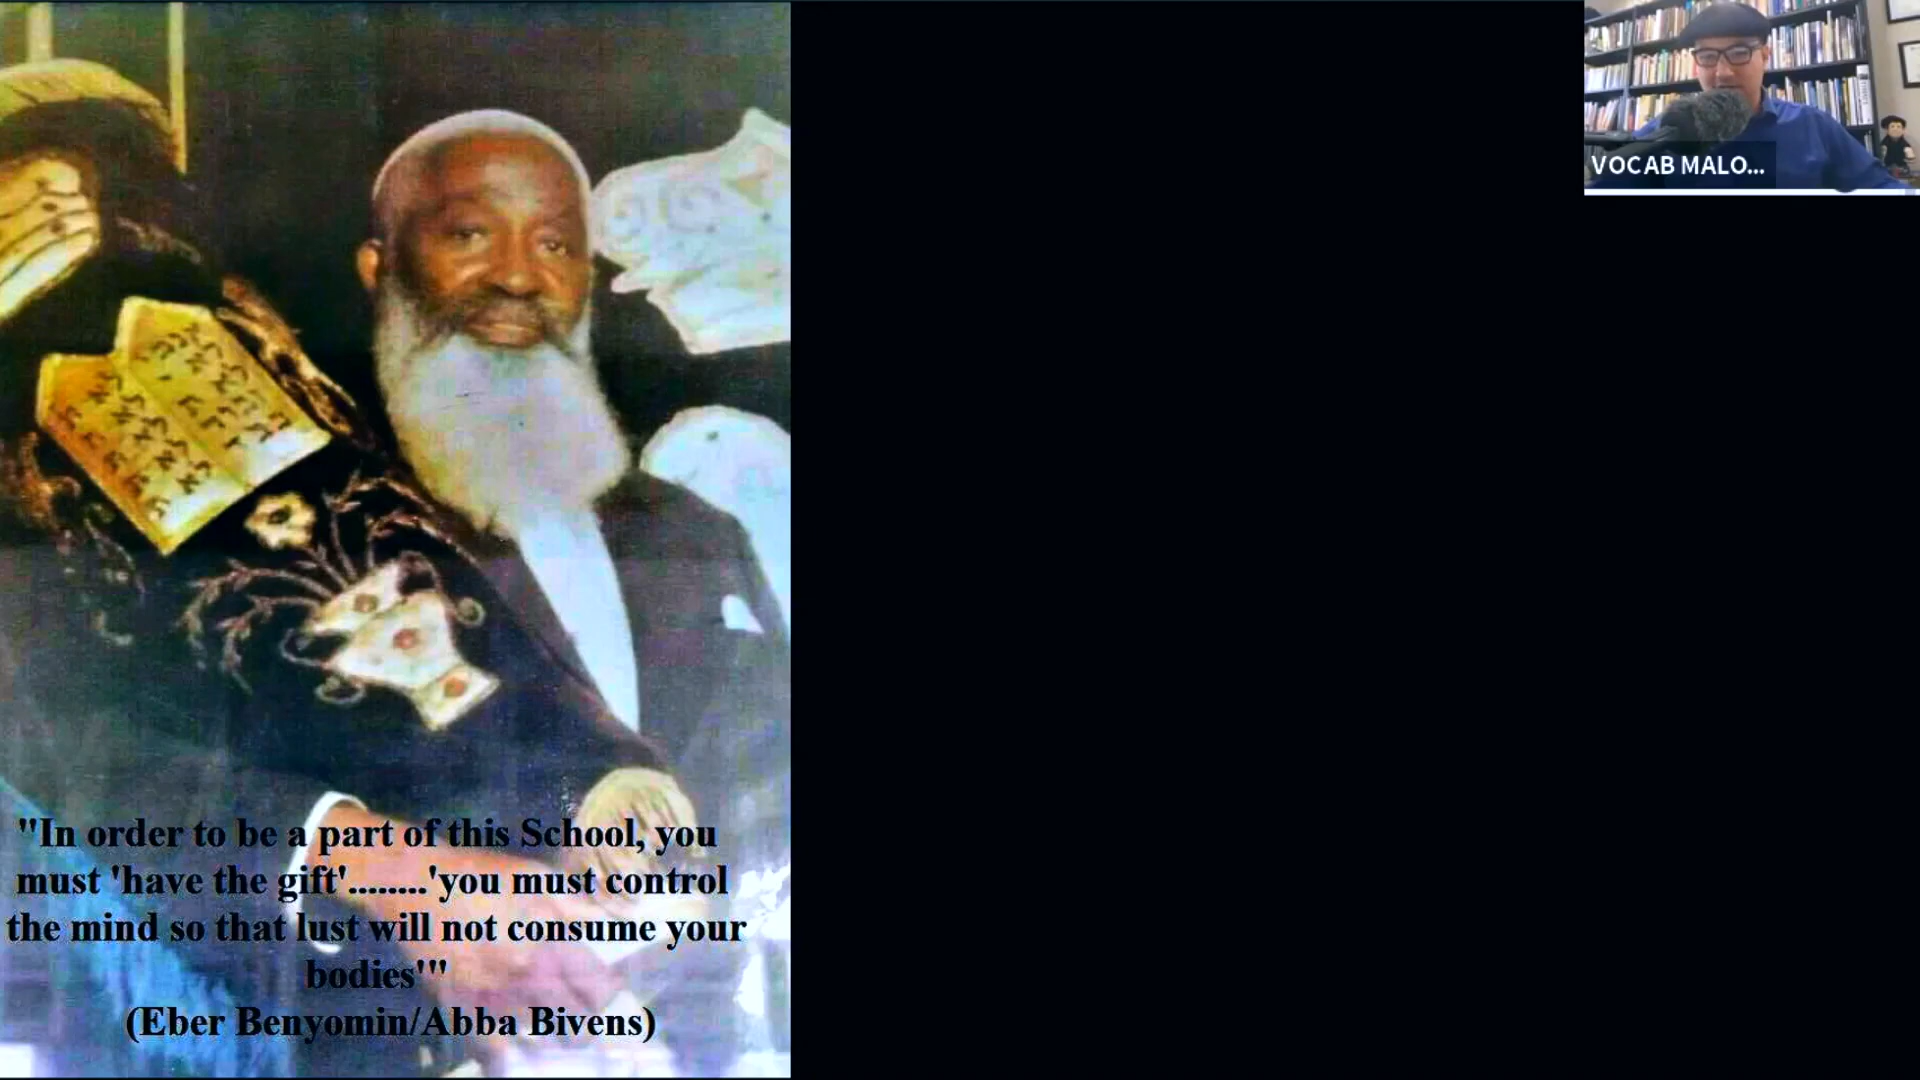 "In order to be a part of this School, you
must 'have the gift'........'you must control
the mind so that lust will not consume your
bodies'"
(Eber Benyomin/Abba Bivens)
VOCAB MALO...